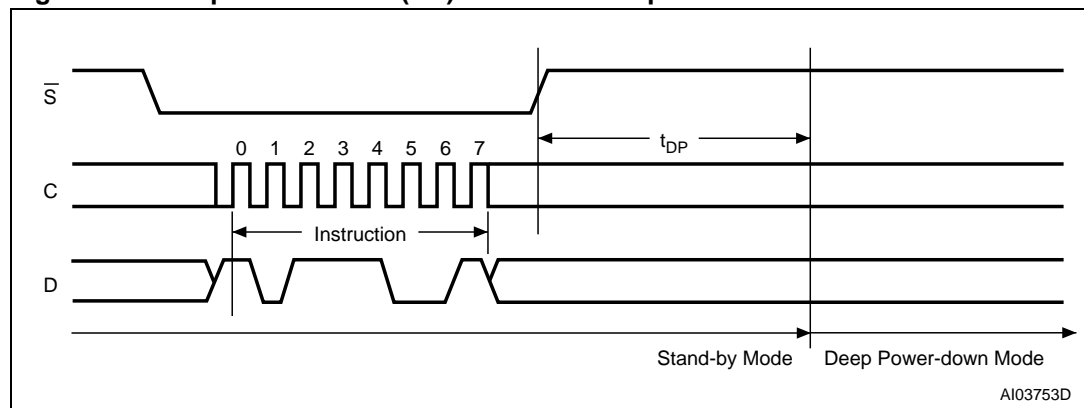 S
tDP
0 1 2 3 4 5 6 7
C
Instruction
D
Stand-by Mode Deep Power-down Mode
AI03753D